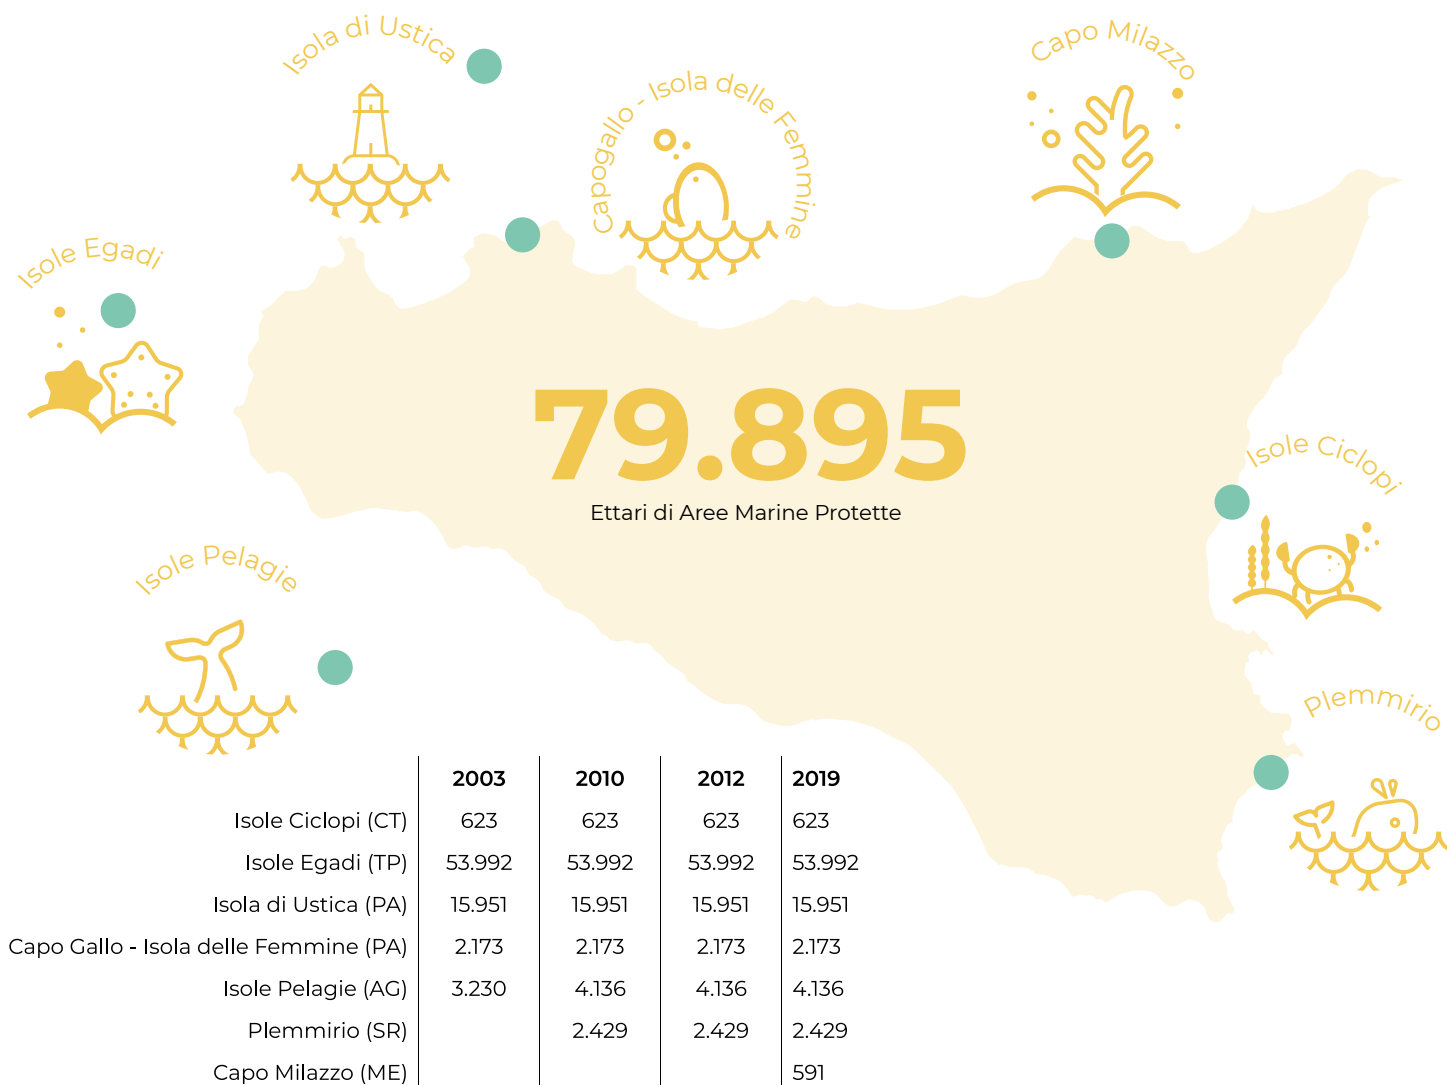 Isola di Ustica
Capo Milazzo
Capogallo - Isola delle Femmine
Isole Egadi
79.895
Ettari di Aree Marine Protette
Isole Ciclopi
Isole Pelagie
Plemmirio
2003 2010 2012 2019
Isole Ciclopi (CT) 623 623 623 623
Isole Egadi (TP) 53.992 53.992 53.992 53.992
Isola di Ustica (PA) 15.951 15.951 15.951 15.951
Capo Gallo - Isola delle Femmine (PA) 2.173 2.173 2.173 2.173
Isole Pelagie (AG) 3.230 4.136 4.136 4.136
Plemmirio (SR) 2.429 2.429 2.429
Capo Milazzo (ME) 591